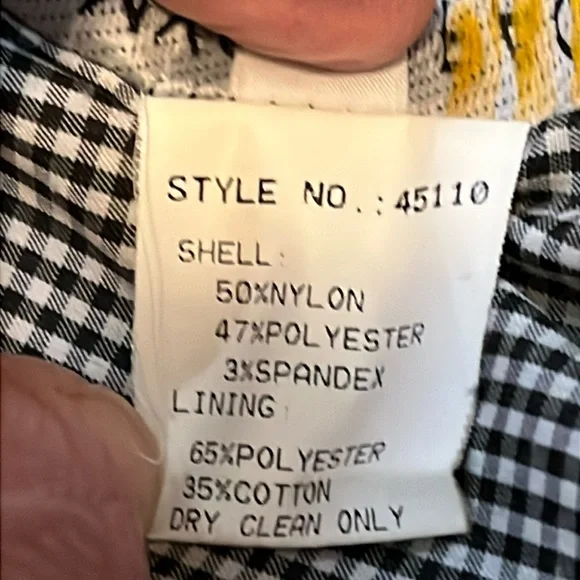 STYLE NO.:45110
SHELL:
50%NYLON
47%POLYESTER
3%SPANDEX
LINING:
65%POLYESTER
35%COTTON
DRY CLEAN ONLY